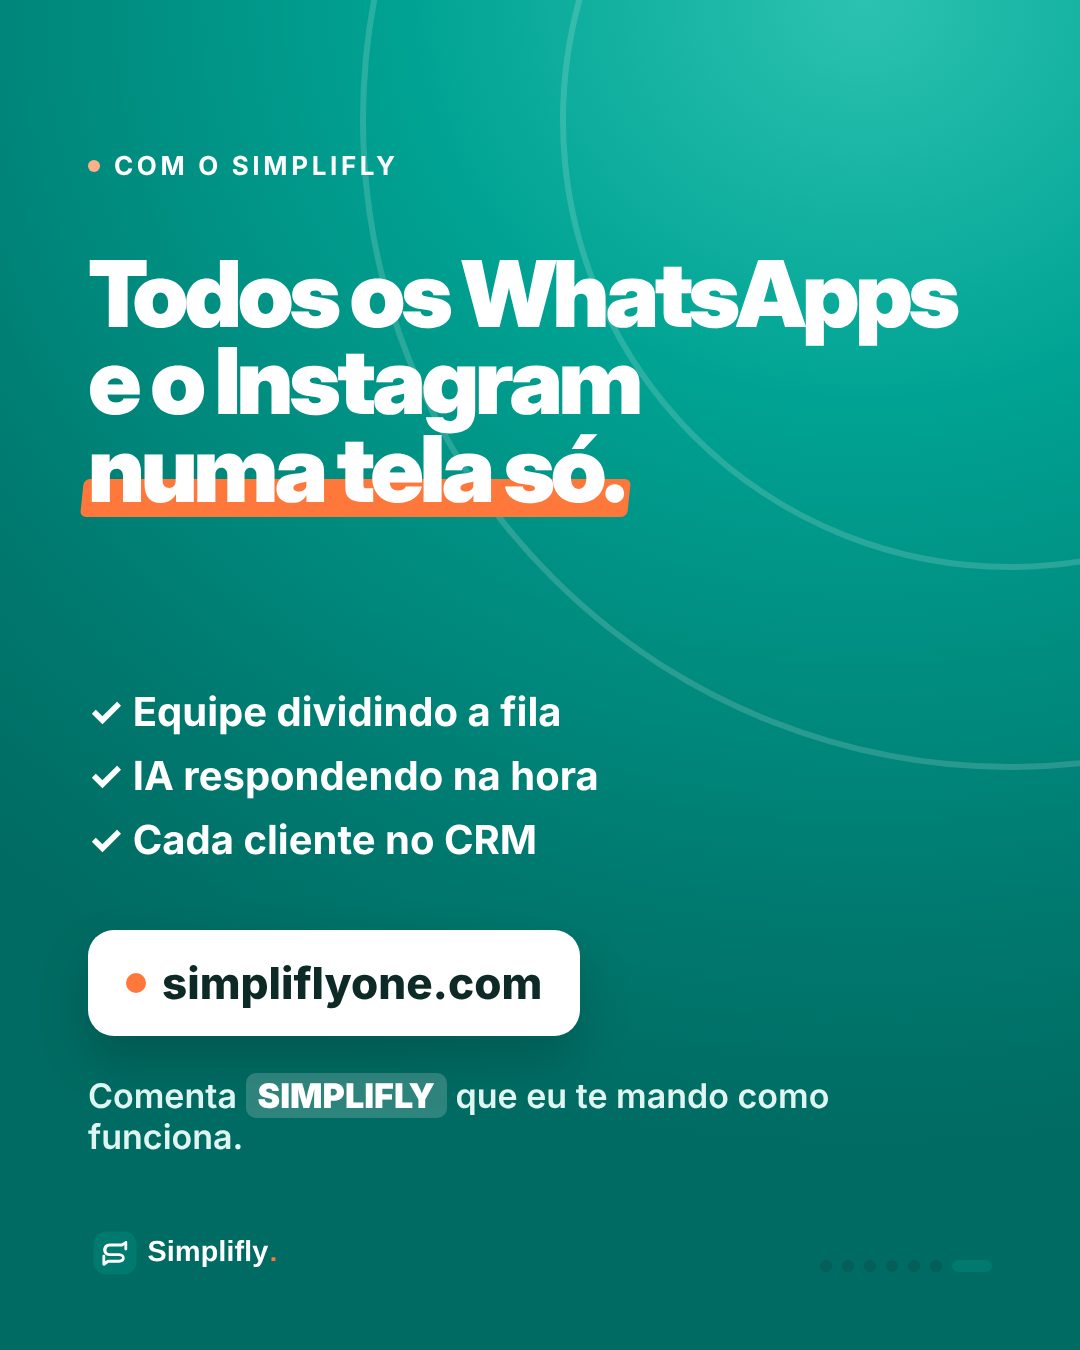 COM O SIMPLIFLY
Todos os WhatsApps
e o Instagram
numa tela só.
✓ Equipe dividindo a fila
✓ IA respondendo na hora
✓ Cada cliente no CRM
simpliflyone.com
Comenta SIMPLIFLY que eu te mando como
funciona.
Simplifly.